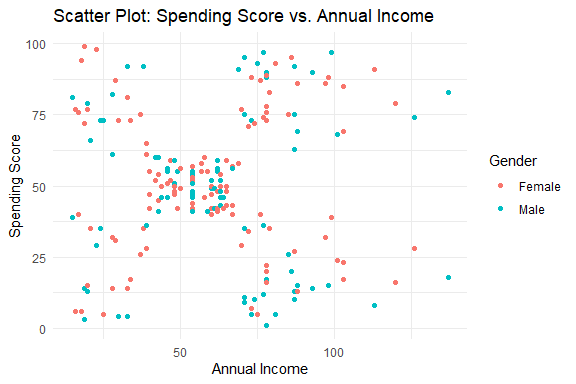 Scatter Plot: Spending Score vs. Annual Income
100
75
50
25
0
Spending Score
50
100
Annual Income
Gender
Female
Male